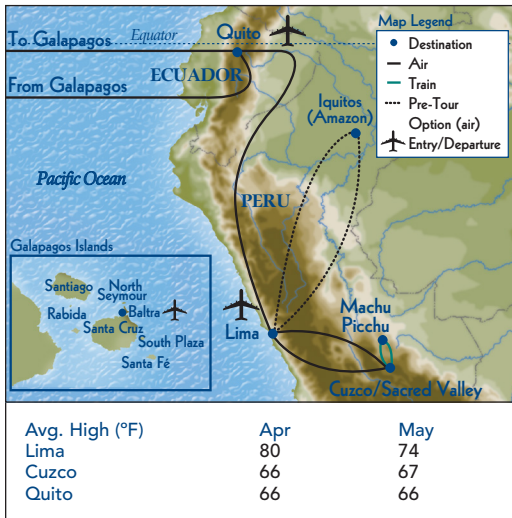 To Galapagos
Equator
Quito
ECUADOR
From Galapagos
Map Legend
Destination
Air
Train
Pre-Tour
Option (air)
Entry/Departure
Iquitos
(Amazon)
Pacific Ocean
PERU
Galapagos Islands
Santiago
North
Seymour
Baltra
Rabida
Santa Cruz
South Plaza
Santa Fé
Lima
Machu
Picchu
Cuzco/Sacred Valley
Avg. High (ºF) Apr May
Lima 80 74
Cuzco 66 67
Quito 66 66